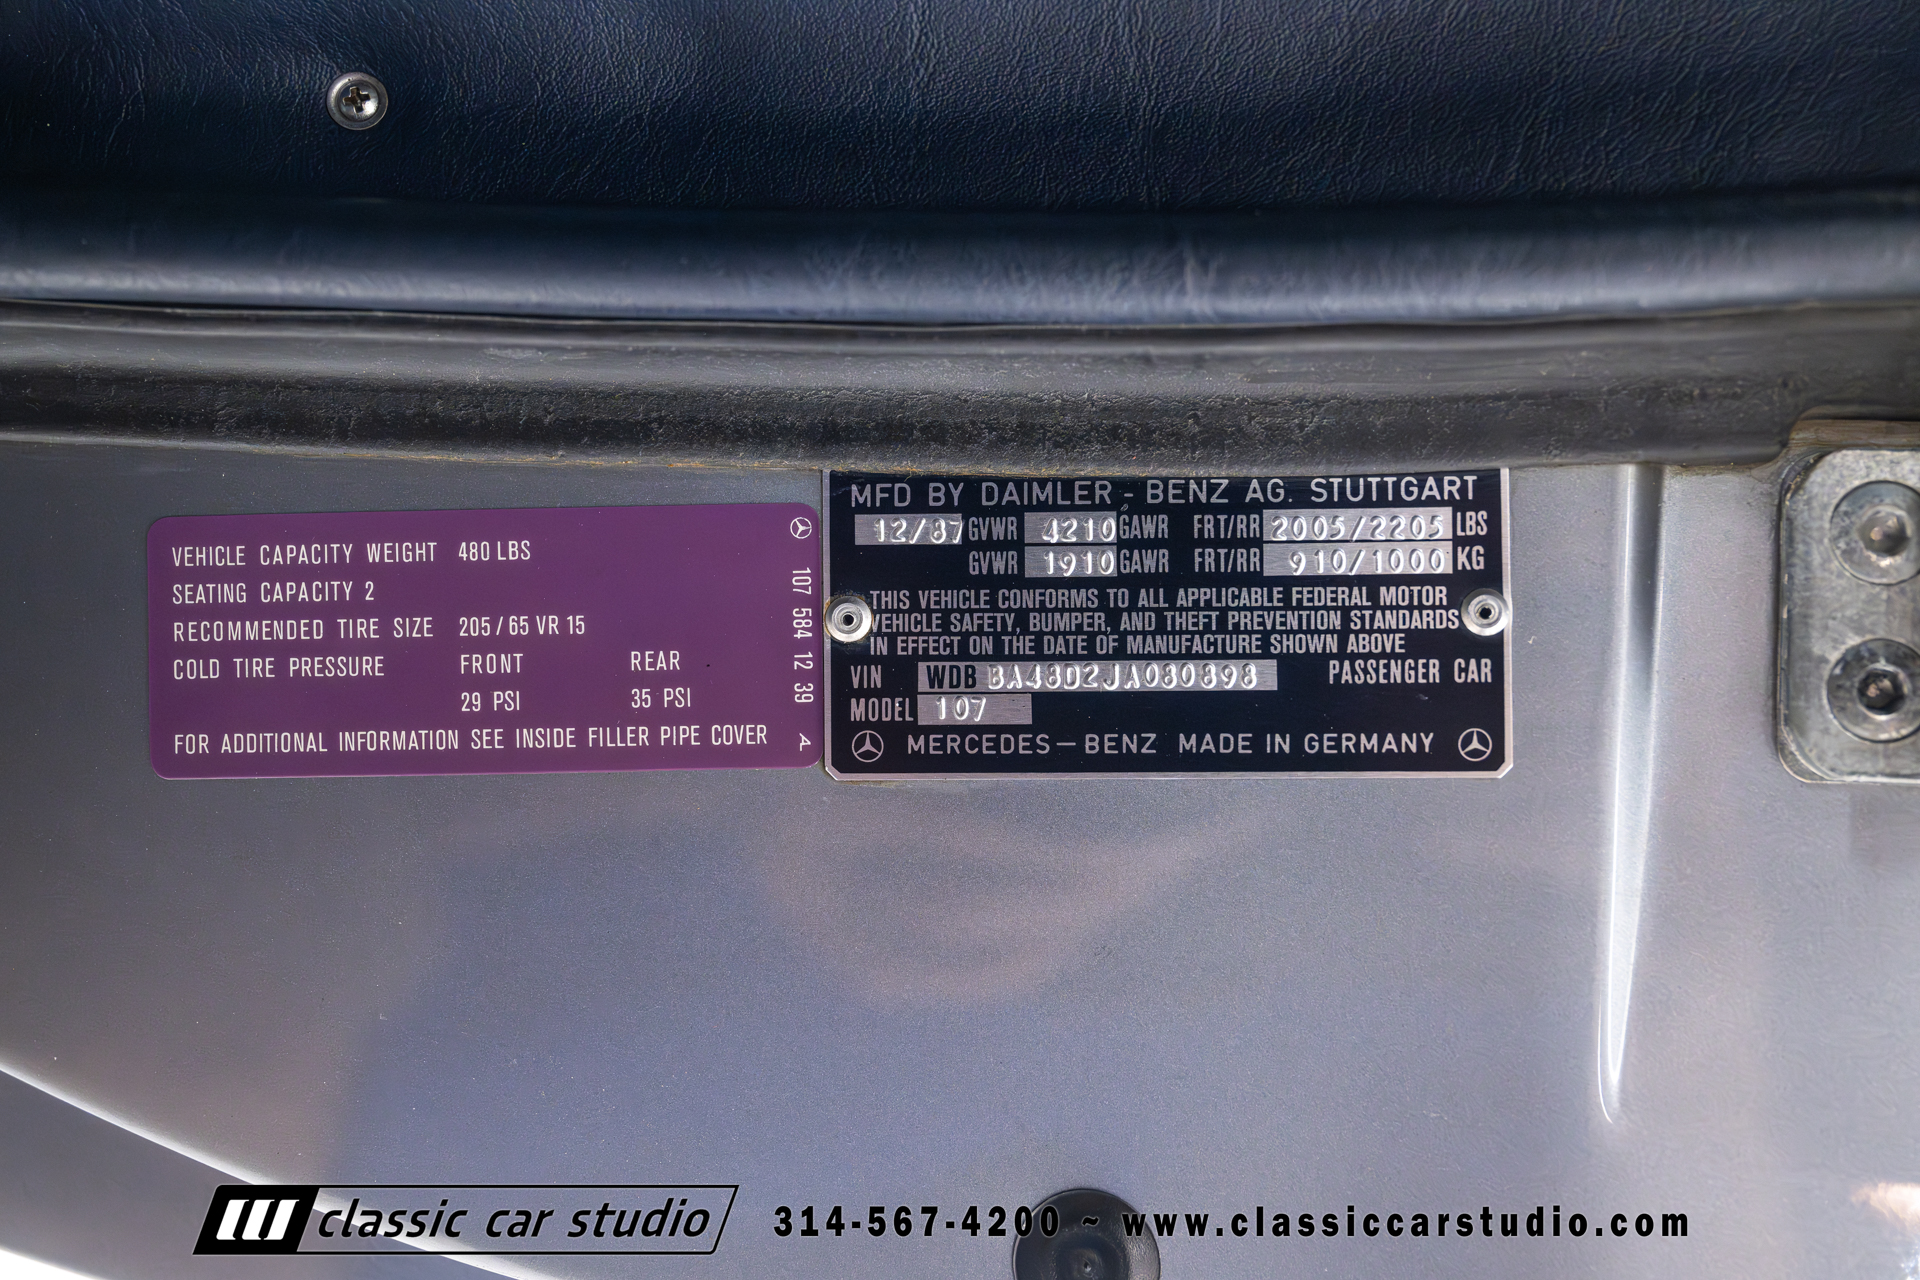 VEHICLE CAPACITY WEIGHT 480 LBS
SEATING CAPACITY 2
RECOMMENDED TIRE SIZE 205 / 65 VR 15
COLD TIRE PRESSURE FRONT REAR
29 PSI 35 PSI
FOR ADDITIONAL INFORMATION SEE INSIDE FILLER PIPE COVER
107 584 12 39 A
MFD BY DAIMLER - BENZ AG. STUTTGART
12/87 GVWR 4210 GAWR FRT/RR 2005/2205 LBS
GVWR 1910 GAWR FRT/RR 910/1000 KG
THIS VEHICLE CONFORMS TO ALL APPLICABLE FEDERAL MOTOR
VEHICLE SAFETY, BUMPER, AND THEFT PREVENTION STANDARDS
IN EFFECT ON THE DATE OF MANUFACTURE SHOWN ABOVE
VIN WDB BA48D2JA080898 PASSENGER CAR
MODEL 107
MERCEDES - BENZ MADE IN GERMANY
classic car studio 314-567-4200 ~ www.classiccarstudio.com